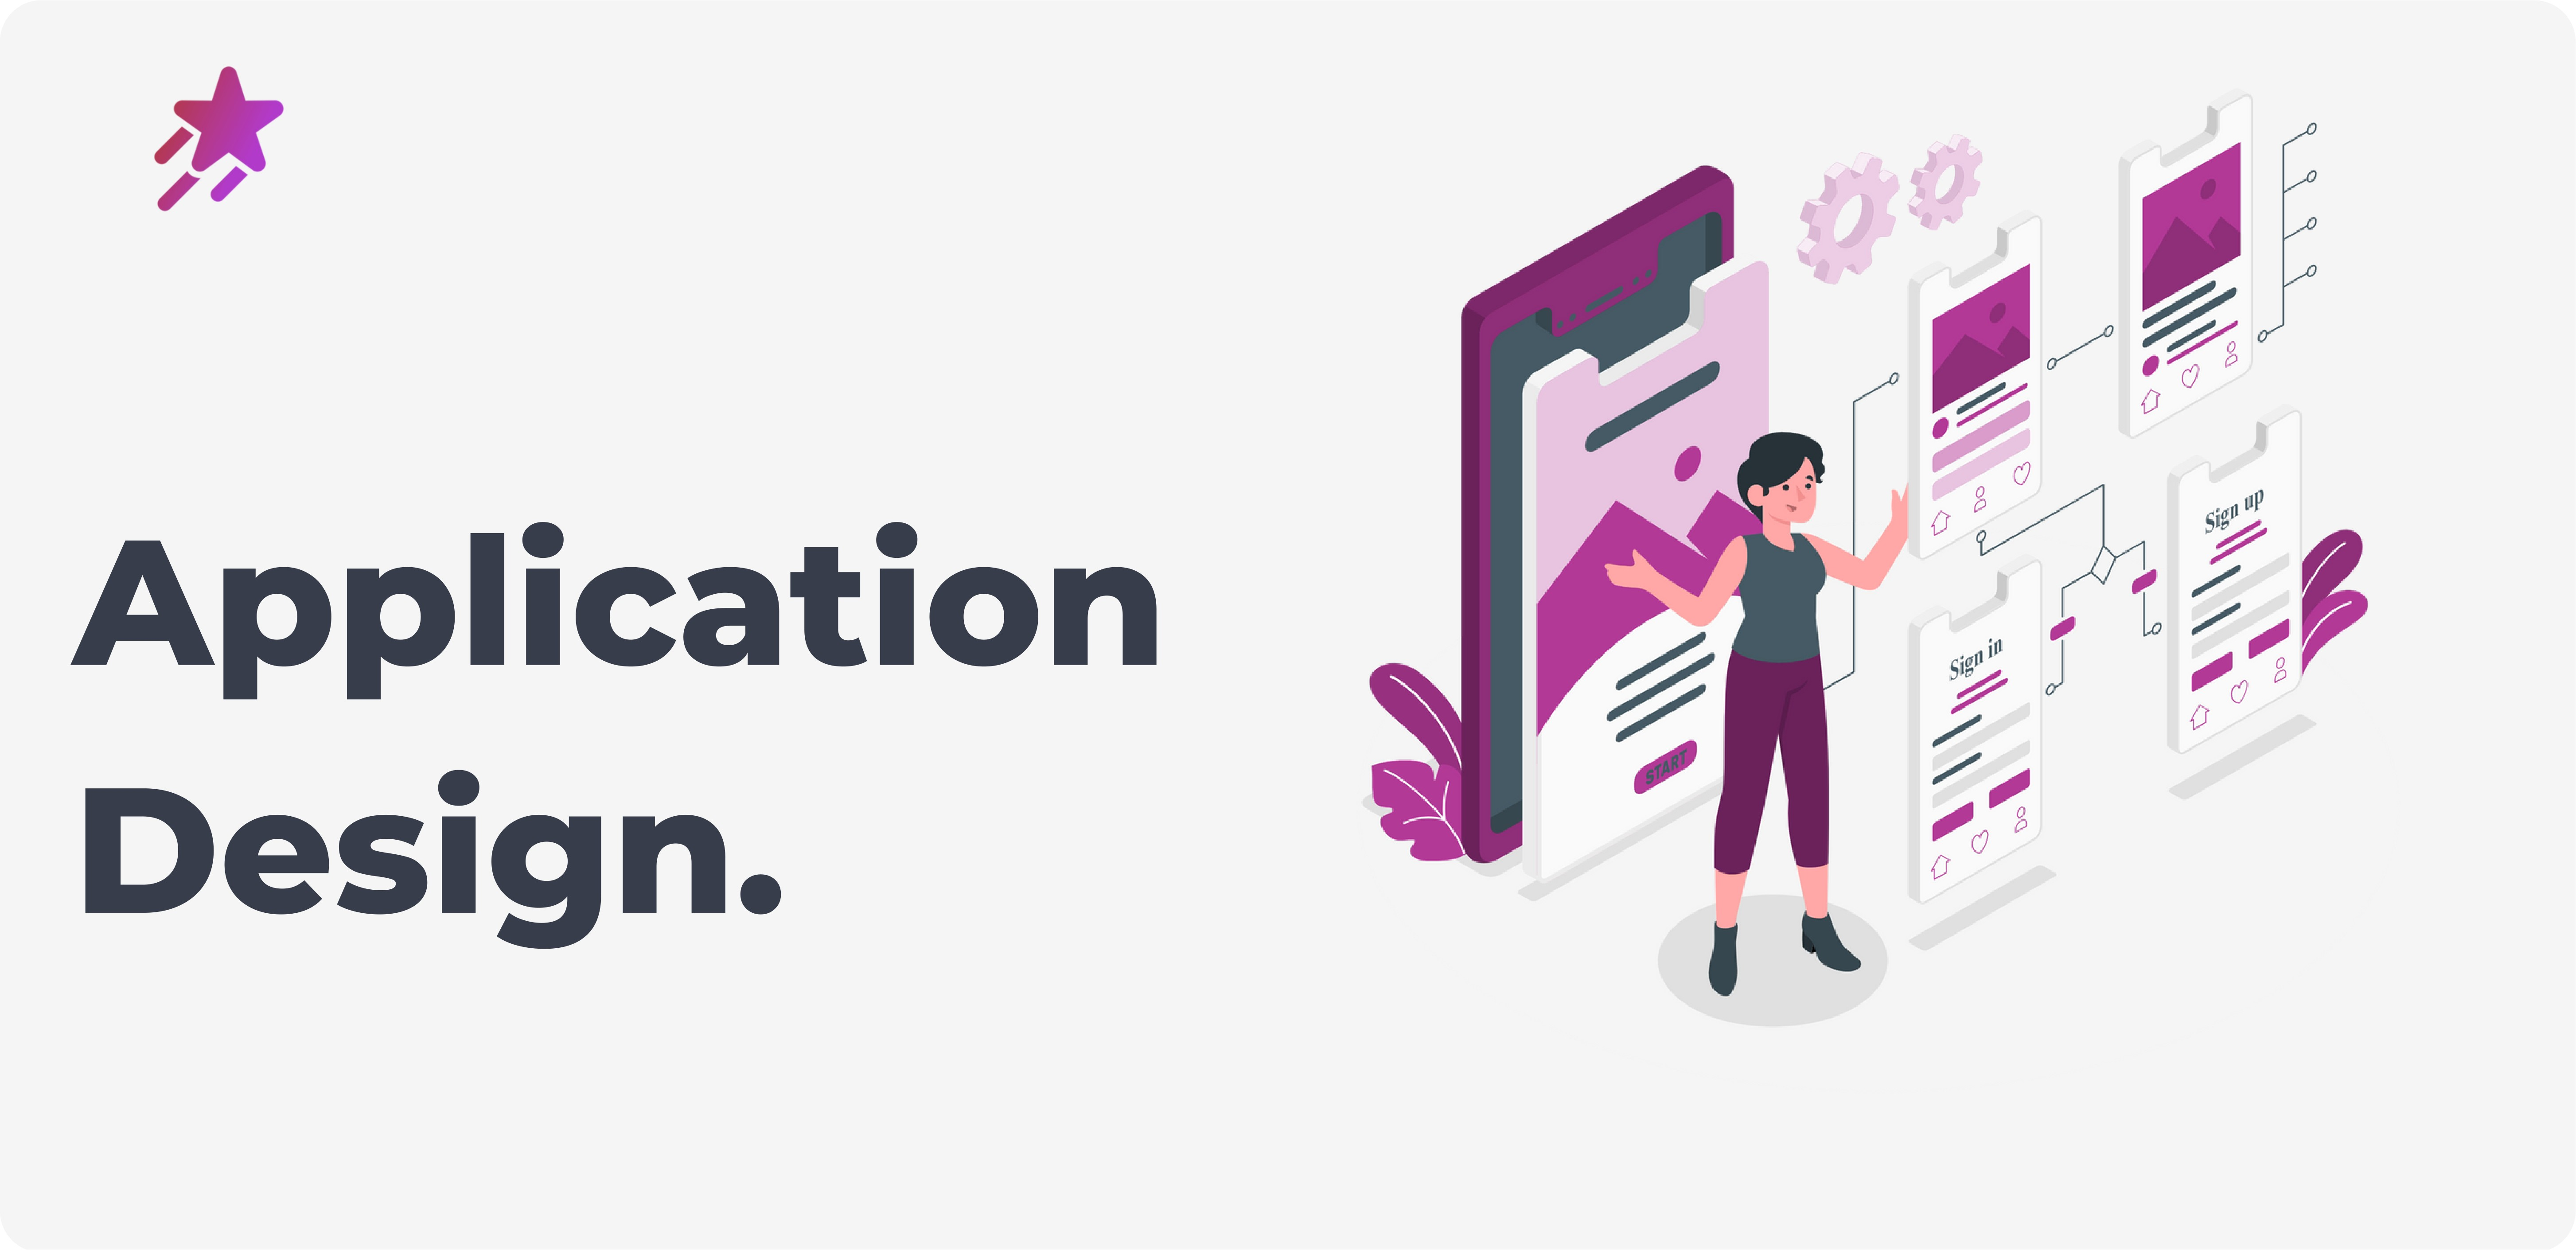 Application
Design.
START
Sign in
Sign up